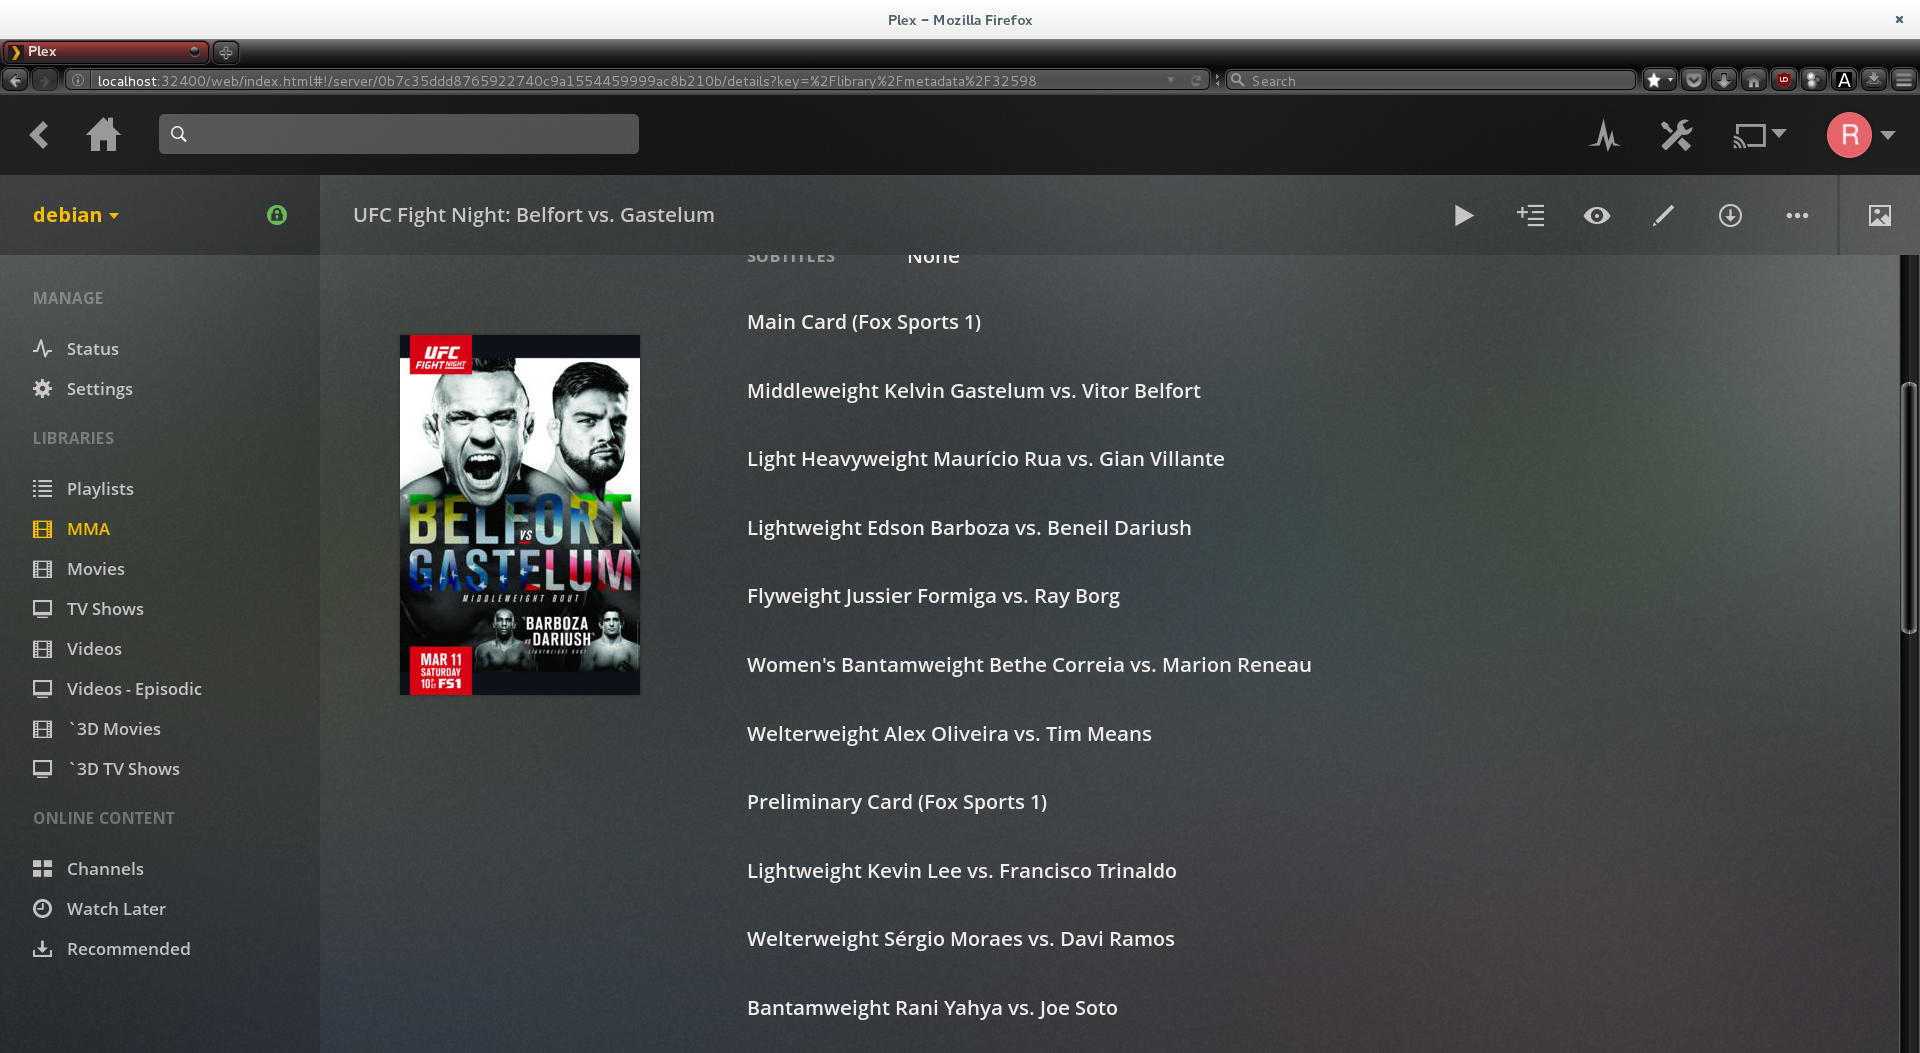 Plex – Mozilla Firefox
Plex
localhost:32400/web/index.html#!/server/0b7c35ddd8765922740c9a1554459999ac8b210b/details?key=%2Flibrary%2Fmetadata%2F32598
Search
R
debian
UFC Fight Night: Belfort vs. Gastelum
SUBTITLES None
MANAGE
Status
Settings
LIBRARIES
Playlists
MMA
Movies
TV Shows
Videos
Videos - Episodic
`3D Movies
`3D TV Shows
ONLINE CONTENT
Channels
Watch Later
Recommended
UFC
FIGHT NIGHT
BELFORT
VS
GASTELUM
MIDDLEWEIGHT BOUT
BARBOZA
VS
DARIUSH
LIGHTWEIGHT BOUT
MAR 11
SATURDAY
FS1
Main Card (Fox Sports 1)
Middleweight Kelvin Gastelum vs. Vitor Belfort
Light Heavyweight Maurício Rua vs. Gian Villante
Lightweight Edson Barboza vs. Beneil Dariush
Flyweight Jussier Formiga vs. Ray Borg
Women's Bantamweight Bethe Correia vs. Marion Reneau
Welterweight Alex Oliveira vs. Tim Means
Preliminary Card (Fox Sports 1)
Lightweight Kevin Lee vs. Francisco Trinaldo
Welterweight Sérgio Moraes vs. Davi Ramos
Bantamweight Rani Yahya vs. Joe Soto